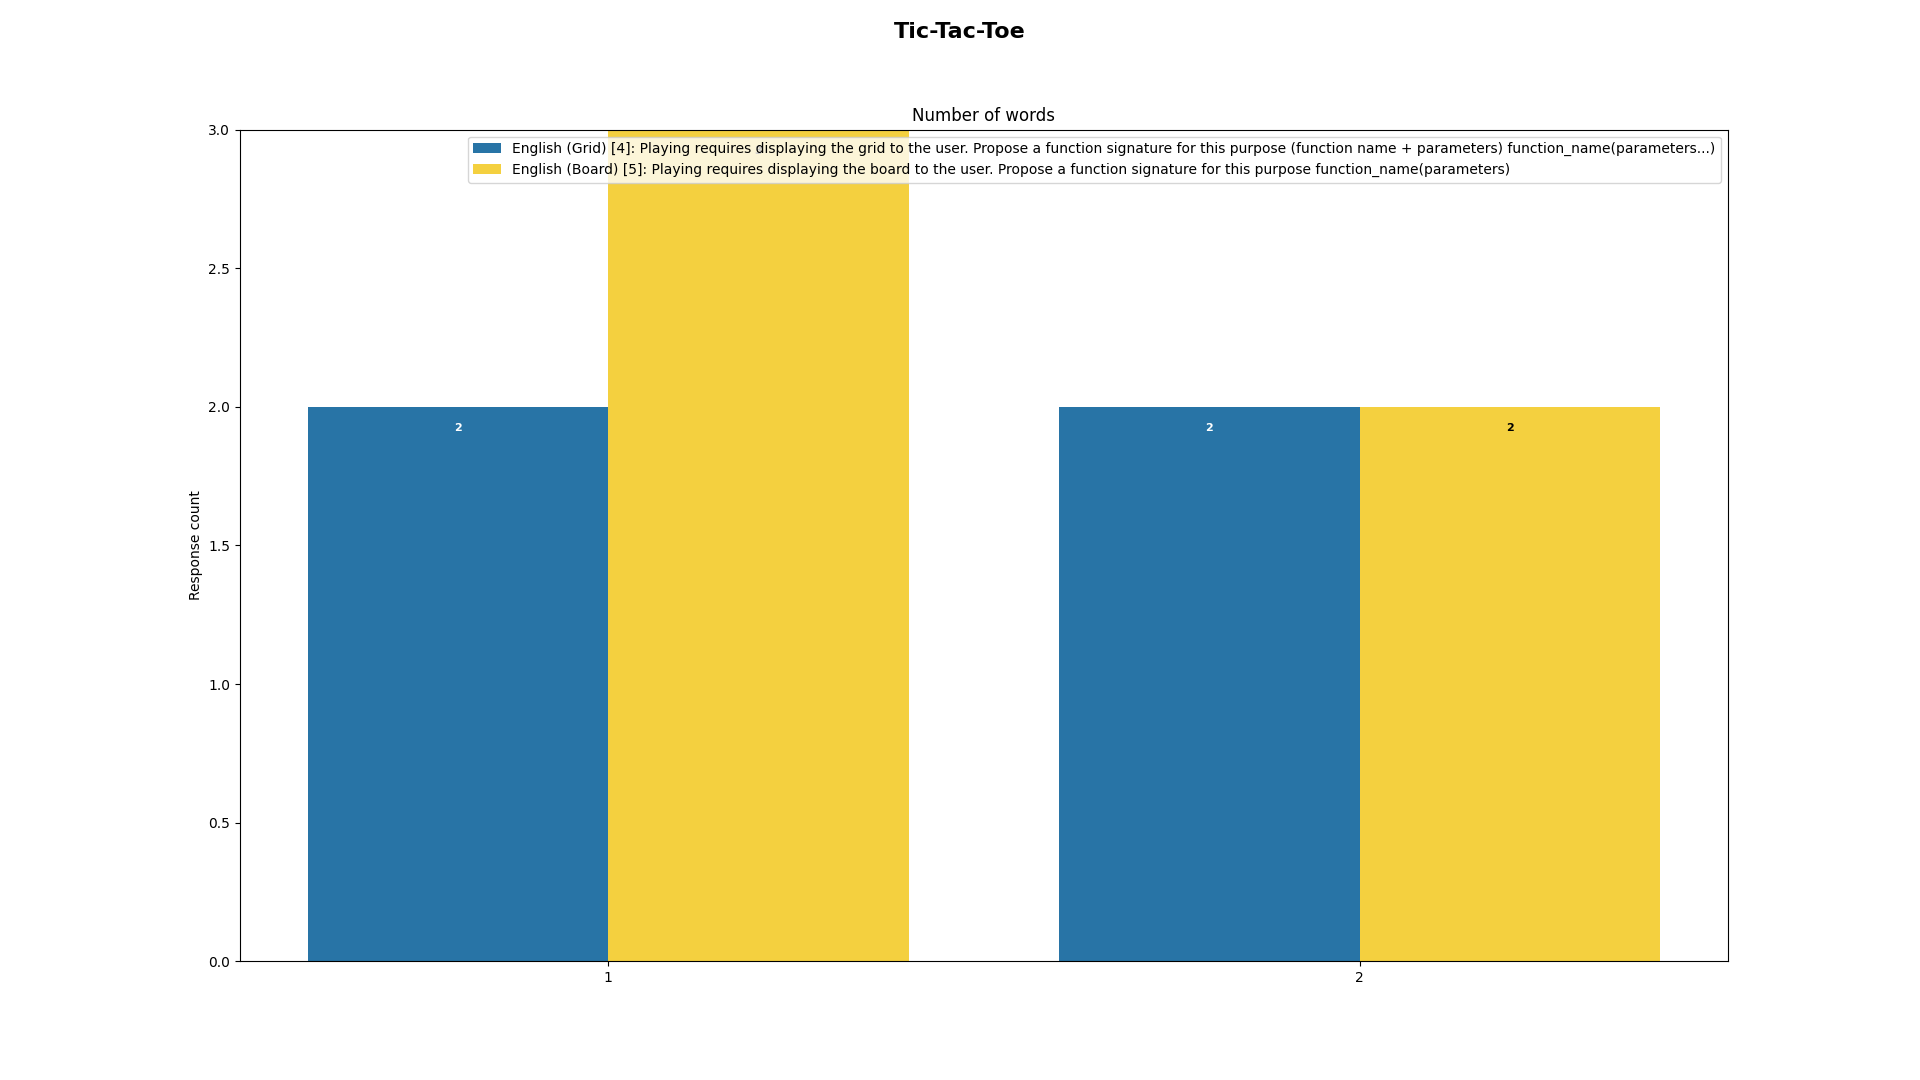 Tic-Tac-Toe
Number of words
English (Grid) [4]: Playing requires displaying the grid to the user. Propose a function signature for this purpose (function name + parameters) function_name(parameters...)
English (Board) [5]: Playing requires displaying the board to the user. Propose a function signature for this purpose function_name(parameters)
3.0
2.5
2.0
1.5
1.0
0.5
0.0
Response count
2
2
2
1
2